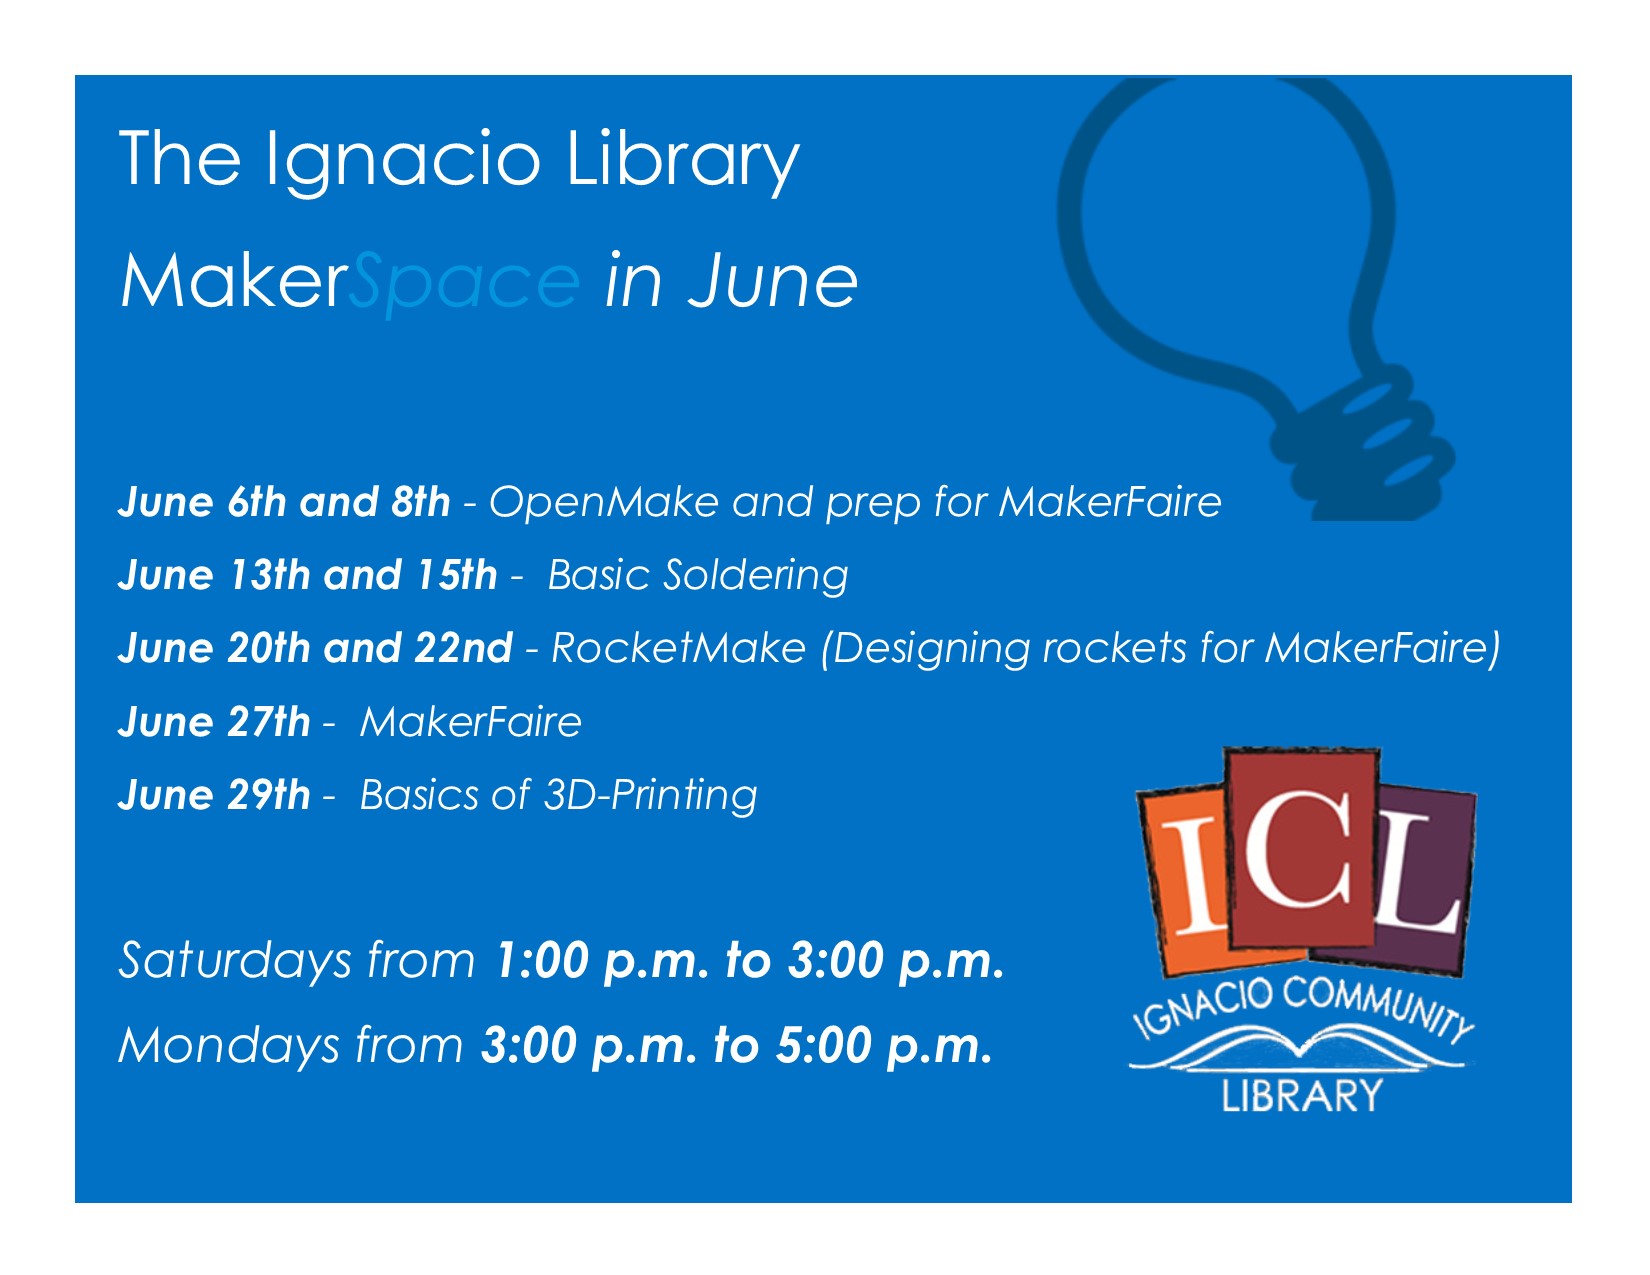 The Ignacio Library
MakerSpace in June
June 6th and 8th - OpenMake and prep for MakerFaire
June 13th and 15th -  Basic Soldering
June 20th and 22nd - RocketMake (Designing rockets for MakerFaire)
June 27th -  MakerFaire
June 29th -  Basics of 3D-Printing
Saturdays from 1:00 p.m. to 3:00 p.m.
Mondays from 3:00 p.m. to 5:00 p.m.
ICL
IGNACIO COMMUNITY
LIBRARY